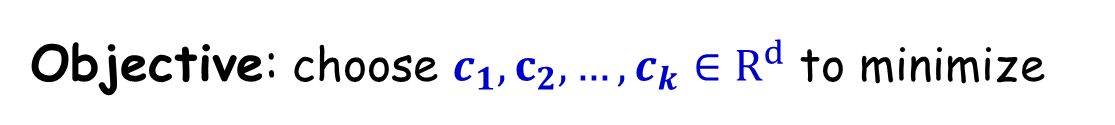 Objective: choose c₁, c₂, …, cₖ ∈ Rᵈ to minimize